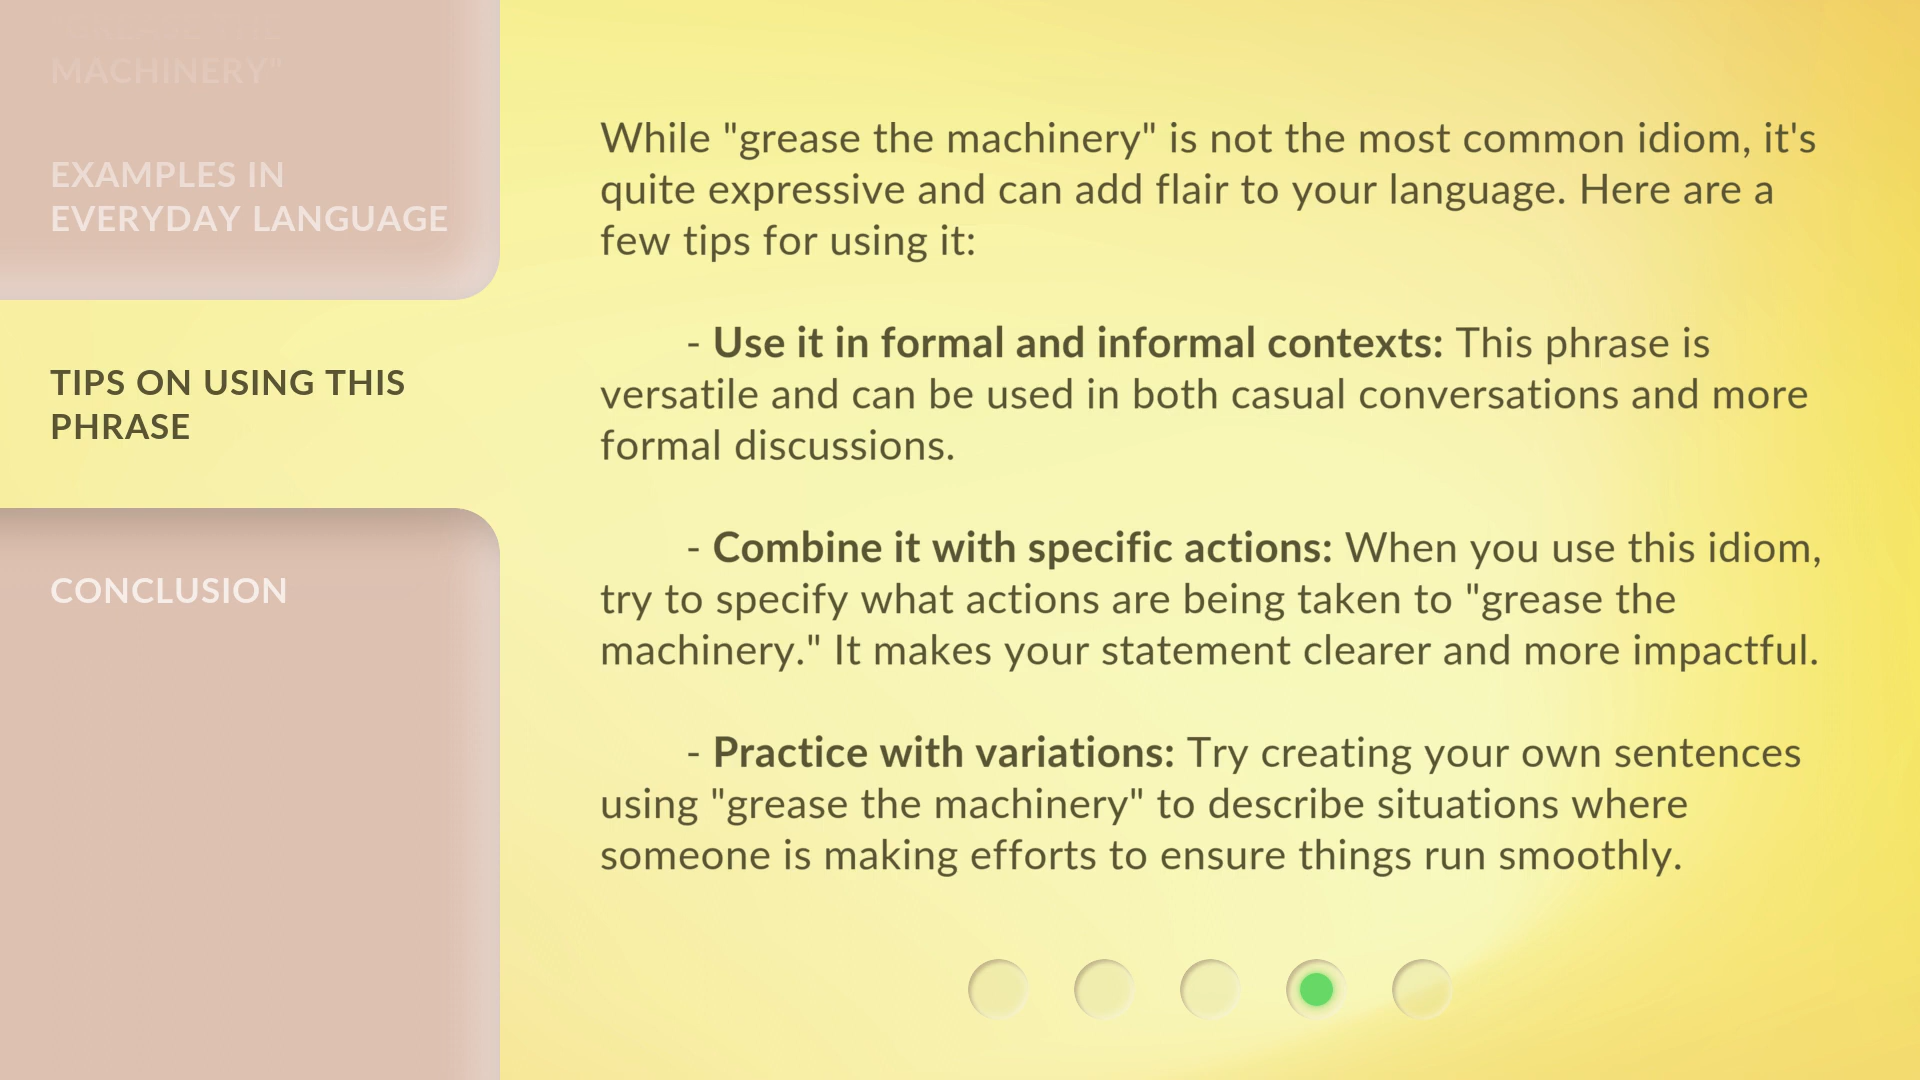 MACHINERY"
EXAMPLES IN
EVERYDAY LANGUAGE
TIPS ON USING THIS
PHRASE
CONCLUSION
While "grease the machinery" is not the most common idiom, it's
quite expressive and can add flair to your language. Here are a
few tips for using it:
- Use it in formal and informal contexts: This phrase is
versatile and can be used in both casual conversations and more
formal discussions.
- Combine it with specific actions: When you use this idiom,
try to specify what actions are being taken to "grease the
machinery." It makes your statement clearer and more impactful.
- Practice with variations: Try creating your own sentences
using "grease the machinery" to describe situations where
someone is making efforts to ensure things run smoothly.